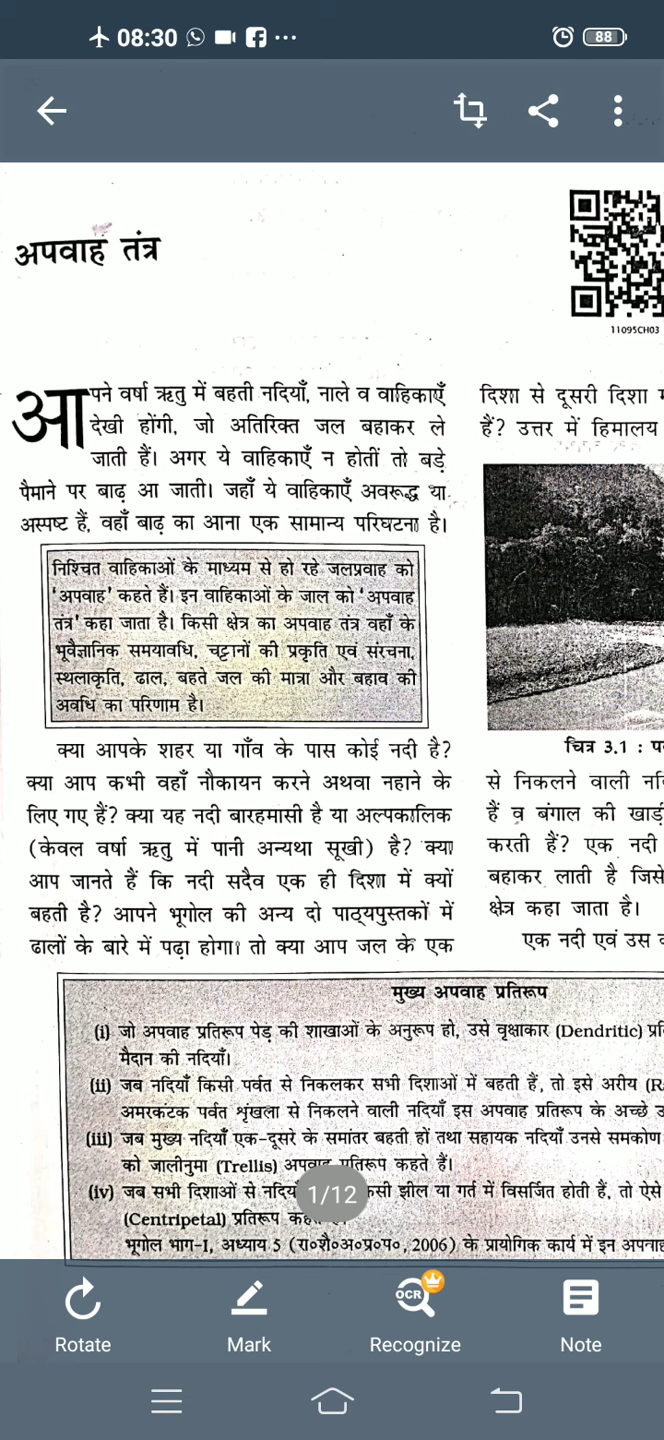 08:30
88
अपवाह तंत्र
11095CH03
आपने वर्षा ऋतु में बहती नदियाँ, नाले व वाहिकाएँ
देखी होंगी, जो अतिरिक्त जल बहाकर ले
जाती हैं। अगर ये वाहिकाएँ न होतीं तो बड़े
पैमाने पर बाढ़ आ जाती। जहाँ ये वाहिकाएँ अवरूद्ध या
अस्पष्ट हैं, वहाँ बाढ़ का आना एक सामान्य परिघटना है।
निश्चित वाहिकाओं के माध्यम से हो रहे जलप्रवाह को
'अपवाह' कहते हैं। इन वाहिकाओं के जाल को 'अपवाह
तंत्र' कहा जाता है। किसी क्षेत्र का अपवाह तंत्र वहाँ के
भूवैज्ञानिक समयावधि, चट्टानों की प्रकृति एवं संरचना,
स्थलाकृति, ढाल, बहते जल की मात्रा और बहाव की
अवधि का परिणाम है।
क्या आपके शहर या गाँव के पास कोई नदी है?
क्या आप कभी वहाँ नौकायन करने अथवा नहाने के
लिए गए हैं? क्या यह नदी बारहमासी है या अल्पकालिक
(केवल वर्षा ऋतु में पानी अन्यथा सूखी) है? क्या
आप जानते हैं कि नदी सदैव एक ही दिशा में क्यों
बहती है? आपने भूगोल की अन्य दो पाठ्यपुस्तकों में
ढालों के बारे में पढ़ा होगा। तो क्या आप जल के एक
दिशा से दूसरी दिशा
हैं? उत्तर में हिमालय
चित्र 3.1 :
से निकलने वाली
हैं व बंगाल की
करती हैं? एक नदी
बहाकर लाती है जिसे
क्षेत्र कहा जाता है।
एक नदी एवं उस
मुख्य अपवाह प्रतिरूप
(i) जो अपवाह प्रतिरूप पेड़ की शाखाओं के अनुरूप हो, उसे वृक्षाकार (Dendritic)
मैदान की नदियाँ।
(ii) जब नदियाँ किसी पर्वत से निकलकर सभी दिशाओं में बहती हैं, तो इसे अरीय
अमरकंटक पर्वत शृंखला से निकलने वाली नदियाँ इस अपवाह प्रतिरूप के अच्छे
(iii) जब मुख्य नदियाँ एक-दूसरे के समांतर बहती हों तथा सहायक नदियाँ उनसे समकोण
को जालीनुमा (Trellis) अपवाह प्रतिरूप कहते हैं।
(iv) जब सभी दिशाओं से किसी झील या गर्त में विसर्जित होती हैं, तो ऐसे
(Centripetal) प्रतिरूप
भूगोल भाग-I, अध्याय 5 (रा०शै०अ०प्र०प०, 2006) के प्रायोगिक कार्य में इन
1/12
Rotate
Mark
OCR
Recognize
Note